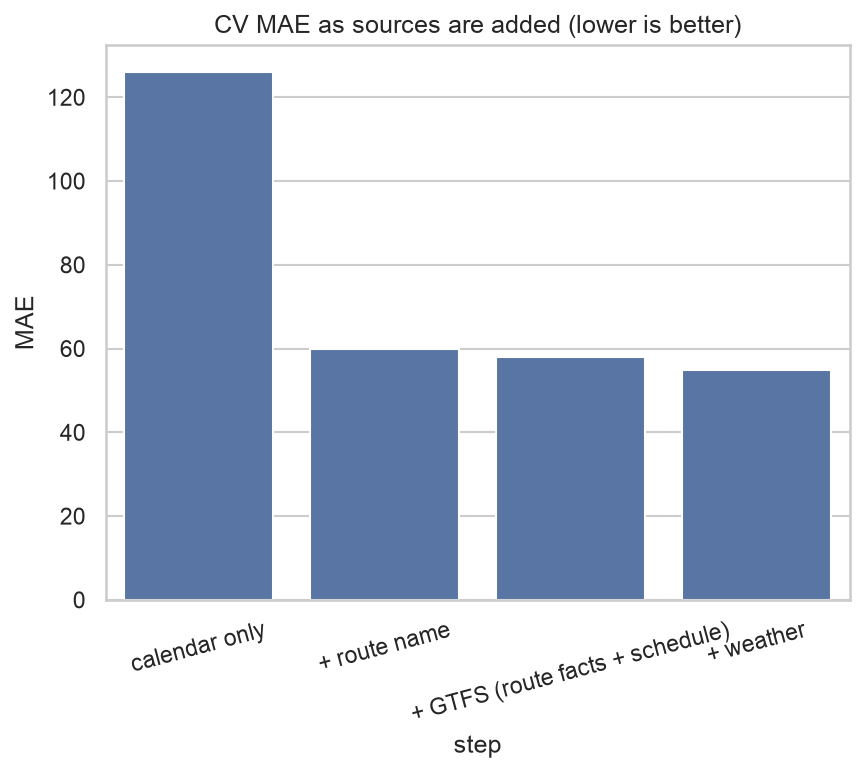 CV MAE as sources are added (lower is better)
MAE
120
100
80
60
40
20
0
calendar only
+ route name
+ GTFS (route facts + schedule)
+ weather
step